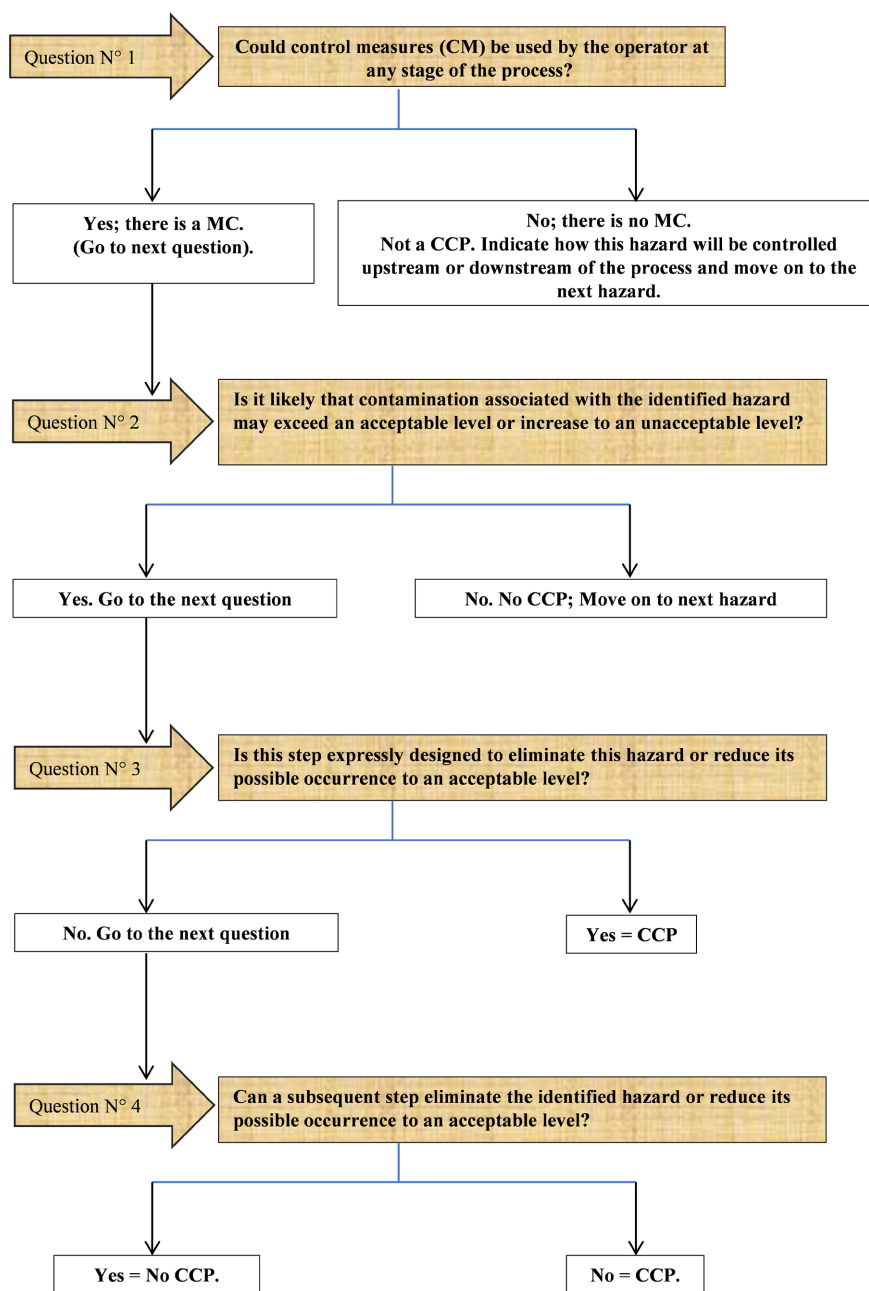 Question N° 1
Could control measures (CM) be used by the operator at
any stage of the process?
Yes; there is a MC.
(Go to next question).
No; there is no MC.
Not a CCP. Indicate how this hazard will be controlled
upstream or downstream of the process and move on to the
next hazard.
Question N° 2
Is it likely that contamination associated with the identified hazard
may exceed an acceptable level or increase to an unacceptable level?
Yes. Go to the next question
No. No CCP; Move on to next hazard
Question N° 3
Is this step expressly designed to eliminate this hazard or reduce its
possible occurrence to an acceptable level?
No. Go to the next question
Yes = CCP
Question N° 4
Can a subsequent step eliminate the identified hazard or reduce its
possible occurrence to an acceptable level?
Yes = No CCP.
No = CCP.